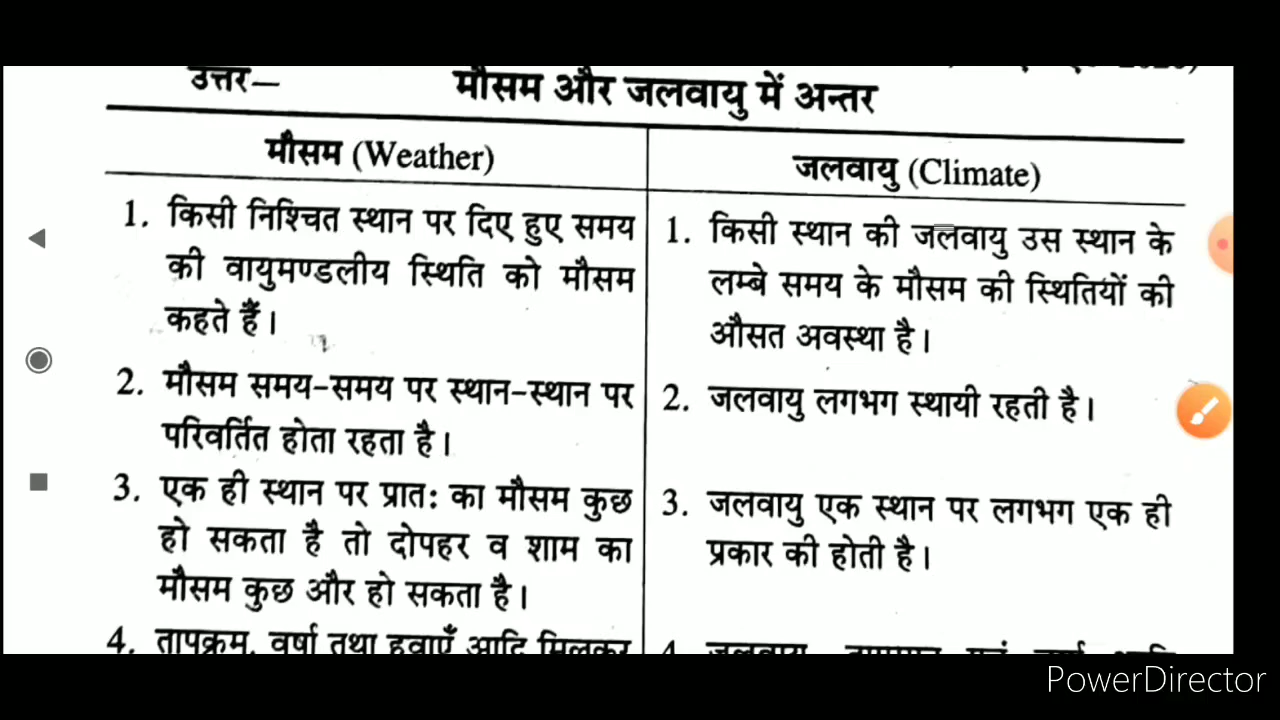 उत्तर—
मौसम और जलवायु में अन्तर
मौसम (Weather)
1. किसी निश्चित स्थान पर दिए हुए समय
की वायुमण्डलीय स्थिति को मौसम
कहते हैं।
2. मौसम समय-समय पर स्थान-स्थान पर
परिवर्तित होता रहता है।
3. एक ही स्थान पर प्रातः का मौसम कुछ
हो सकता है तो दोपहर व शाम का
मौसम कुछ और हो सकता है।
4. तापक्रम, वर्षा तथा हवाएँ आदि मिलकर
जलवायु (Climate)
1. किसी स्थान की जलवायु उस स्थान के
लम्बे समय के मौसम की स्थितियों की
औसत अवस्था है।
2. जलवायु लगभग स्थायी रहती है।
3. जलवायु एक स्थान पर लगभग एक ही
प्रकार की होती है।
4. जलवायु
PowerDirector